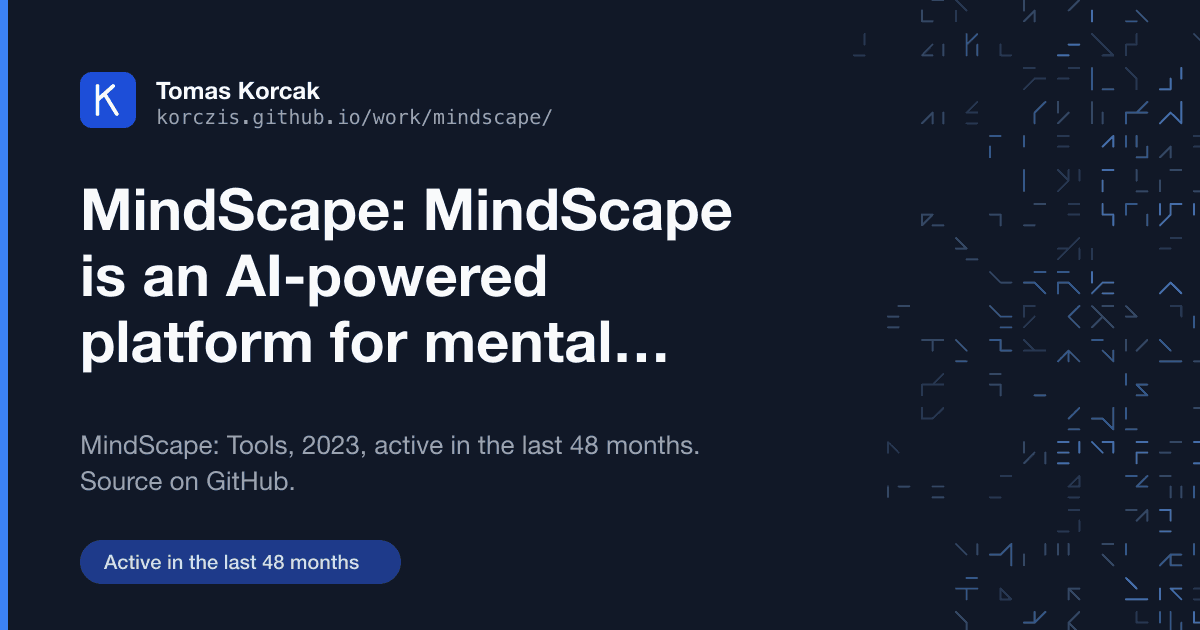 Tomas Korcak
korczis.github.io/work/mindscape/
MindScape: MindScape
is an AI-powered
platform for mental…
MindScape: Tools, 2023, active in the last 48 months.
Source on GitHub.
Active in the last 48 months